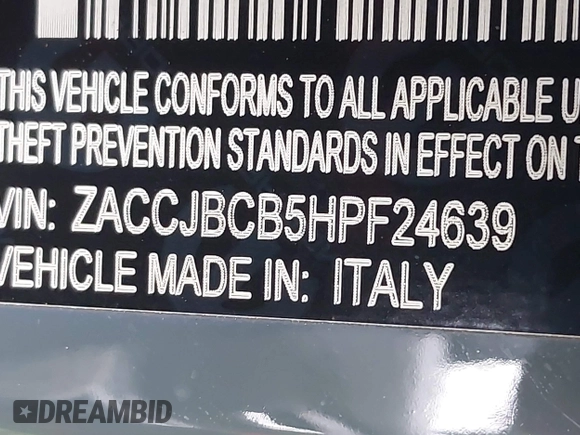 THIS VEHICLE CONFORMS TO ALL APPLICABLE
THEFT PREVENTION STANDARDS IN EFFECT ON
VIN: ZACCJBCB5HPF24639
VEHICLE MADE IN: ITALY
DREAMBID